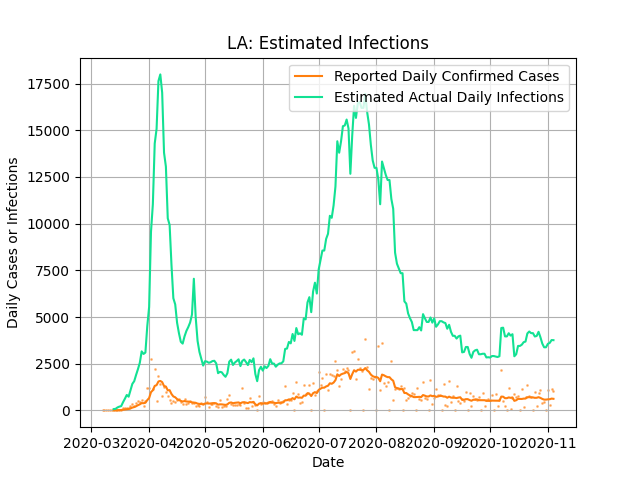 LA: Estimated Infections
Reported Daily Confirmed Cases
Estimated Actual Daily Infections
Daily Cases or Infections
17500
15000
12500
10000
7500
5000
2500
0
2020-03 2020-04 2020-05 2020-06 2020-07 2020-08 2020-09 2020-10 2020-11
Date